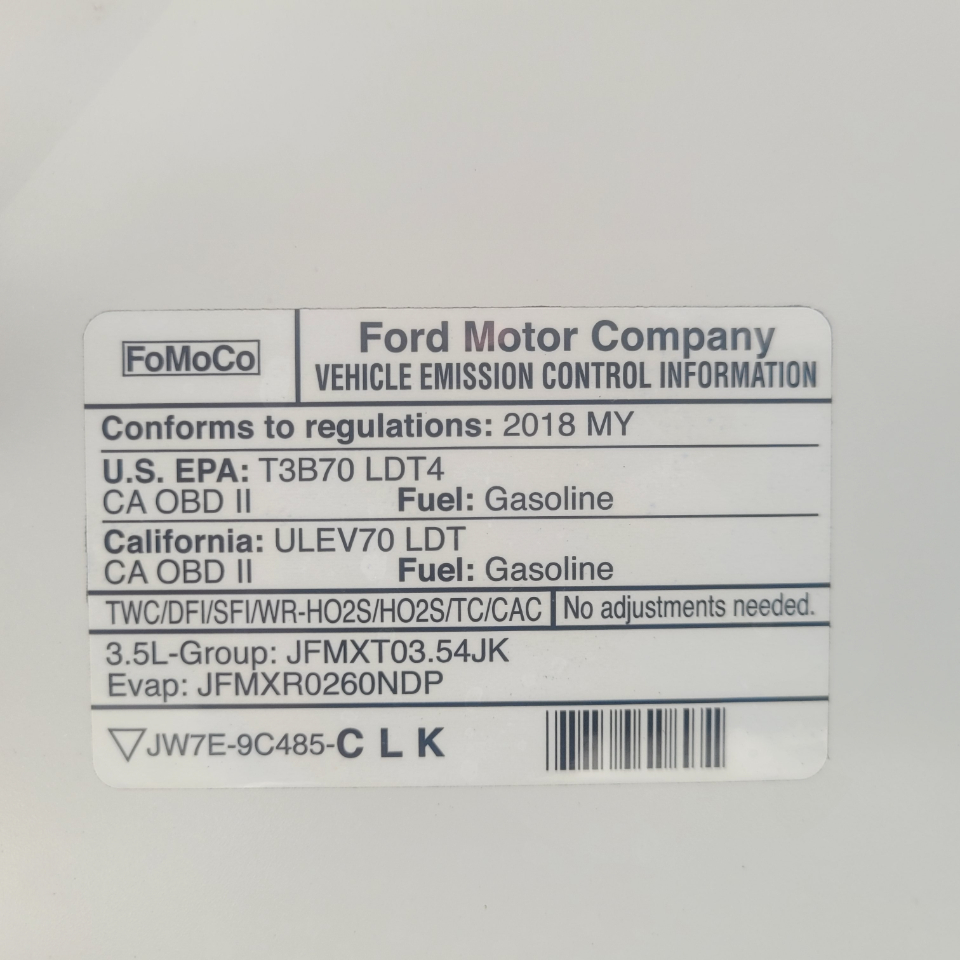 FoMoCo
Ford Motor Company
VEHICLE EMISSION CONTROL INFORMATION
Conforms to regulations: 2018 MY
U.S. EPA: T3B70 LDT4
CA OBD II Fuel: Gasoline
California: ULEV70 LDT
CA OBD II Fuel: Gasoline
TWC/DFI/SFI/WR-HO2S/HO2S/TC/CAC No adjustments needed.
3.5L-Group: JFMXT03.54JK
Evap: JFMXR0260NDP
▽JW7E-9C485-C L K